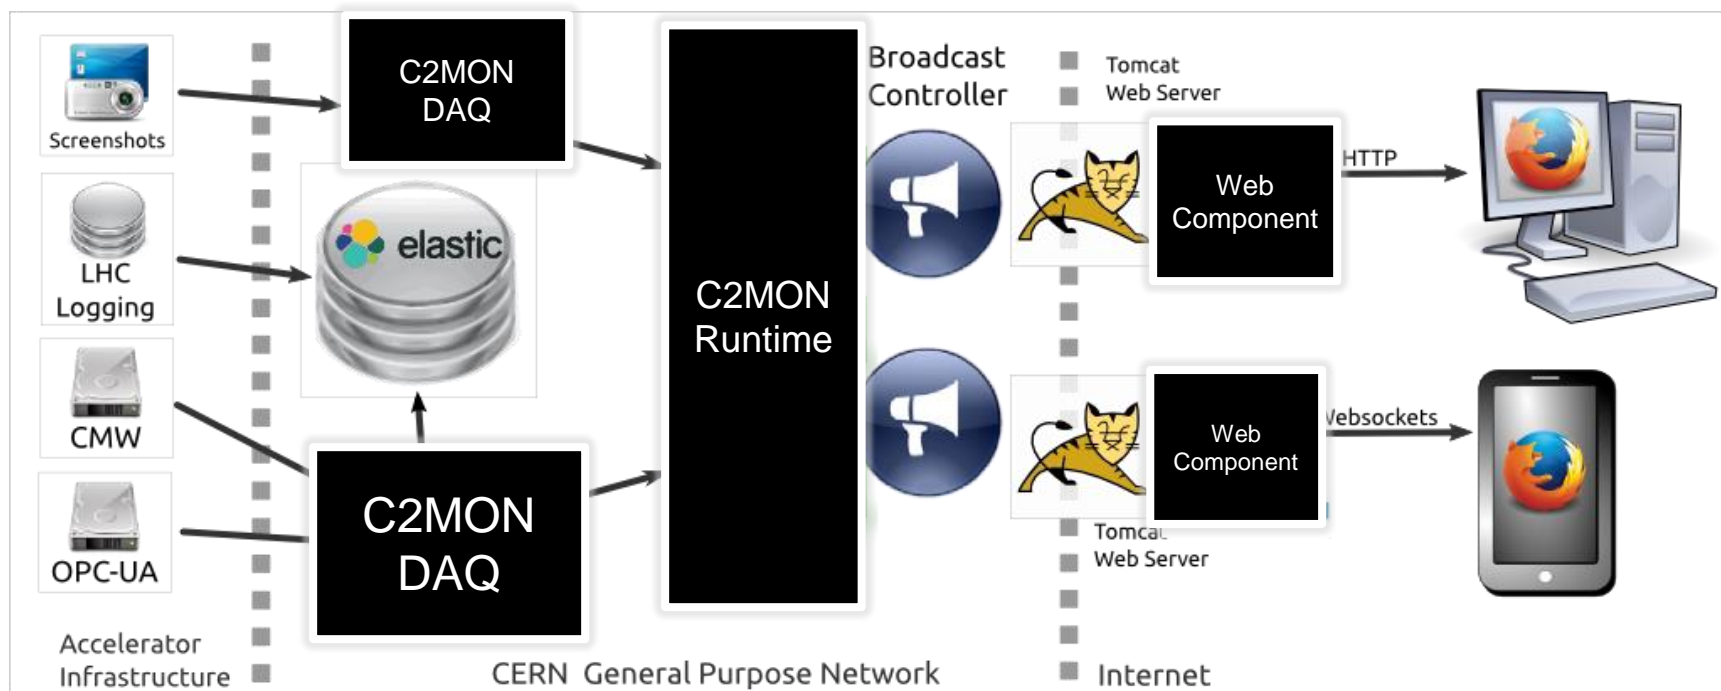 Screenshots
LHC
Logging
CMW
OPC-UA
Accelerator
Infrastructure
C2MON
DAQ
elastic
C2MON
DAQ
C2MON
Runtime
CERN General Purpose Network
Broadcast
Controller
Tomcat
Web Server
Web
Component
HTTP
Web
Component
Websockets
Tomcat
Web Server
Internet